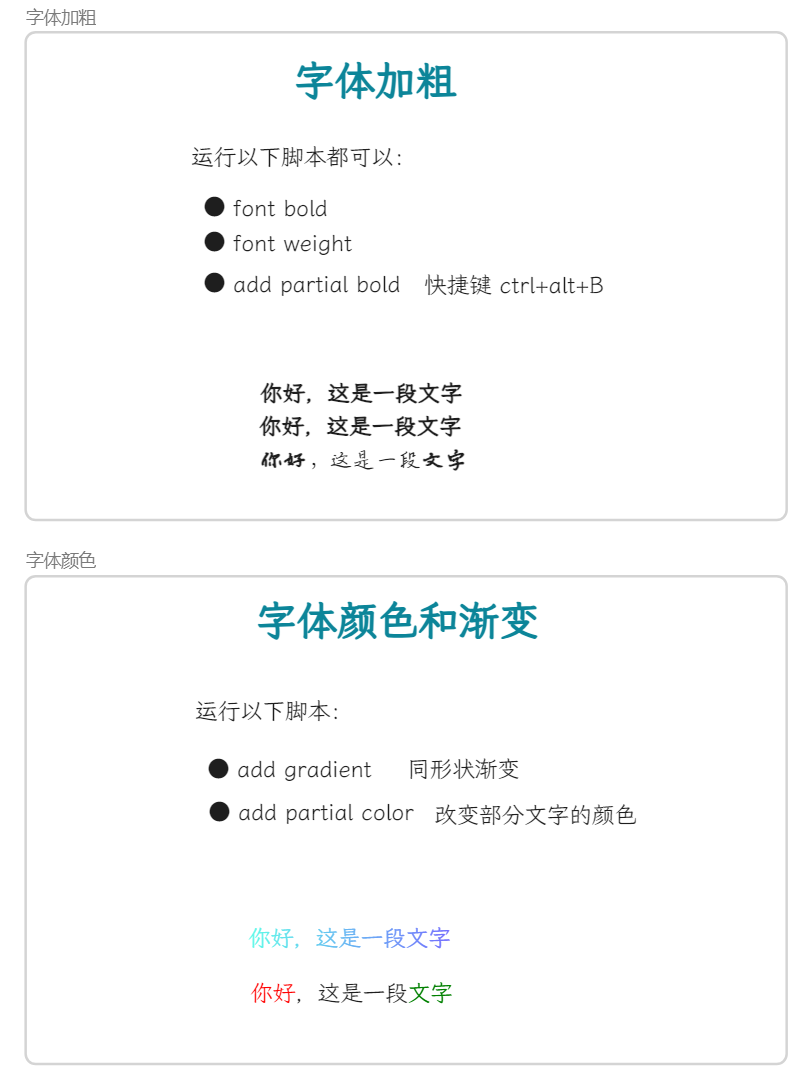 字体加粗
字体加粗
运行以下脚本都可以：
● font bold
● font weight
● add partial bold 快捷键 ctrl+alt+B
你好，这是一段文字
你好，这是一段文字
你好，这是一段文字
字体颜色
字体颜色和渐变
运行以下脚本：
● add gradient 同形状渐变
● add partial color 改变部分文字的颜色
你好，这是一段文字
你好，这是一段文字